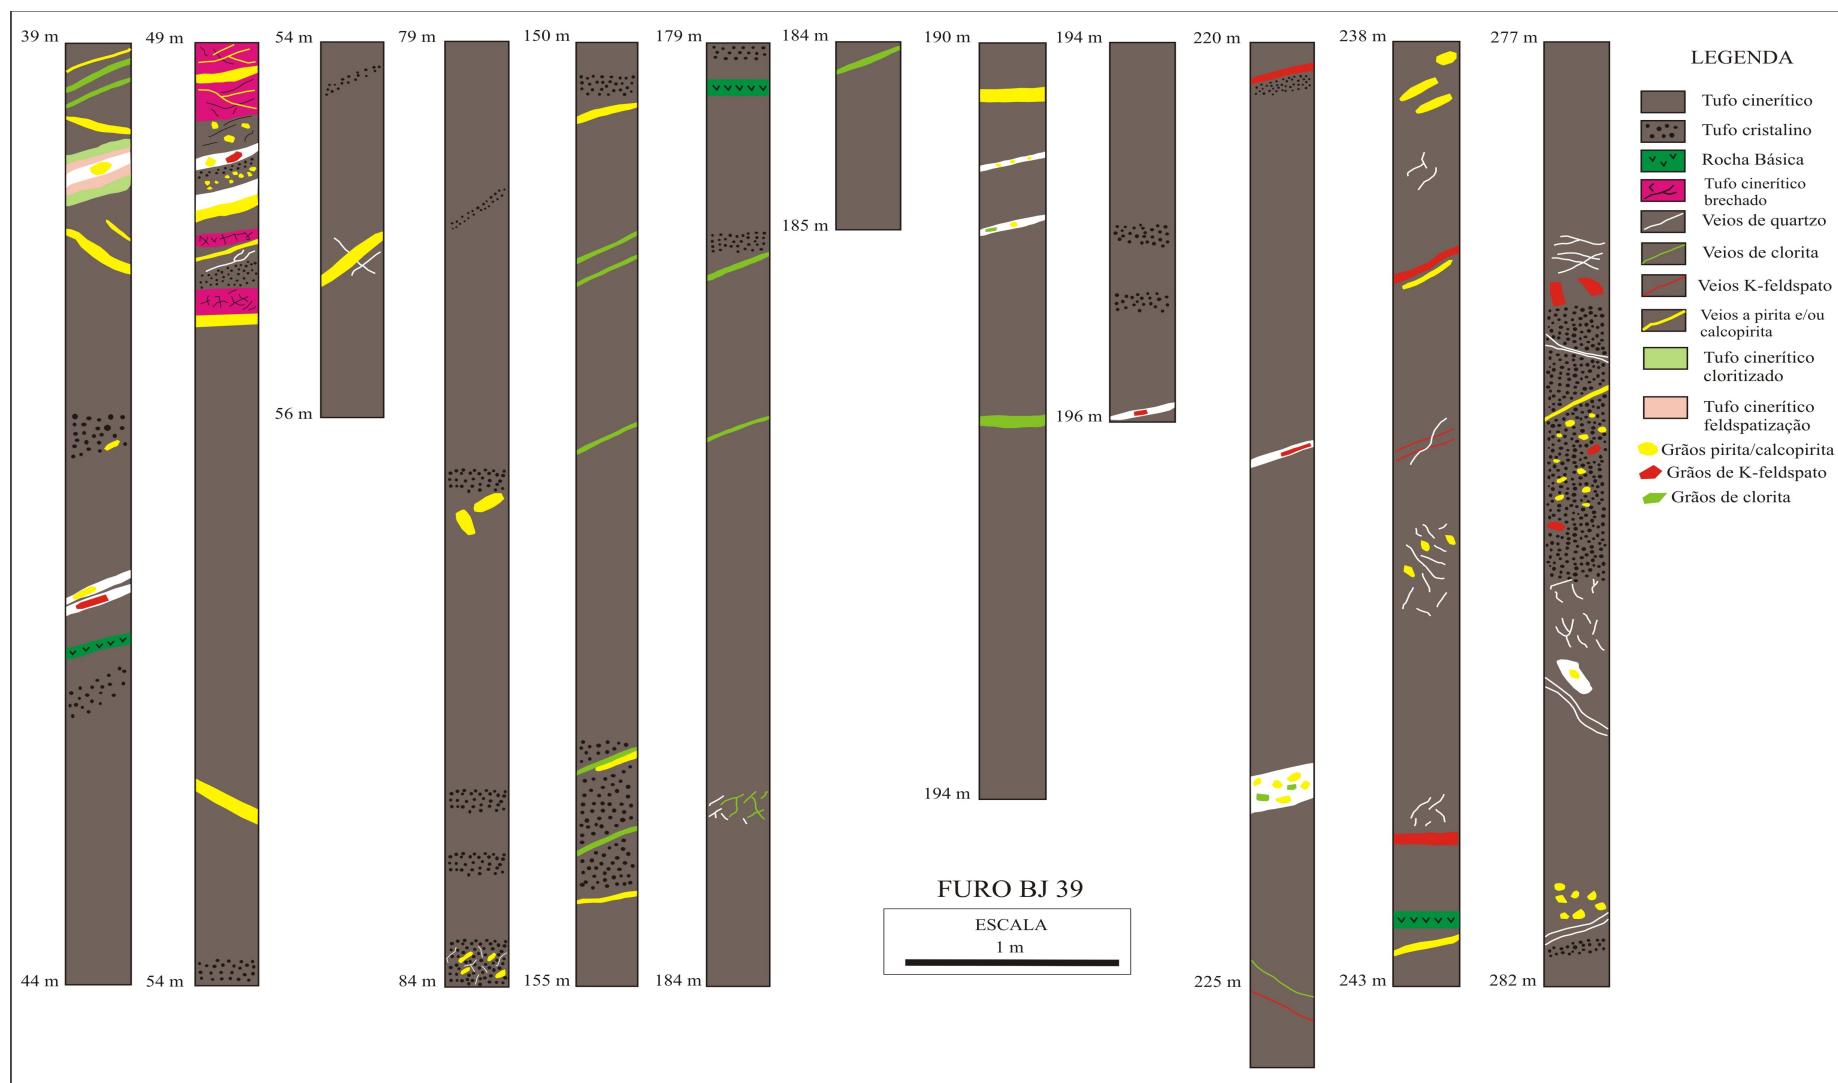 39 m
49 m
54 m
79 m
150 m
179 m
184 m
190 m
194 m
220 m
238 m
277 m
185 m
56 m
196 m
194 m
44 m
54 m
84 m
155 m
184 m
225 m
243 m
282 m
LEGENDA
Tufo cinerítico
Tufo cristalino
Rocha Básica
Tufo cinerítico
brechado
Veios de quartzo
Veios de clorita
Veios K-feldspato
Veios a pirita e/ou
calcopirita
Tufo cinerítico
cloritizado
Tufo cinerítico
feldspatização
Grãos pirita/calcopirita
Grãos de K-feldspato
Grãos de clorita
FURO BJ 39
ESCALA
1 m